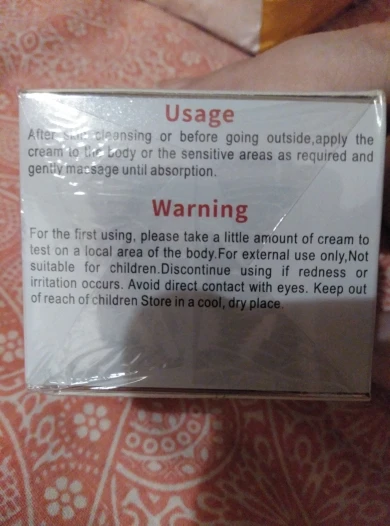 Usage
After skin cleansing or before going outside,apply the
cream to the body or the sensitive areas as required and
gently massage until absorption.
Warning
For the first using, please take a little amount of cream to
test on a local area of the body.For external use only,Not
suitable for children.Discontinue using if redness or
irritation occurs. Avoid direct contact with eyes. Keep out
of reach of children Store in a cool, dry place.